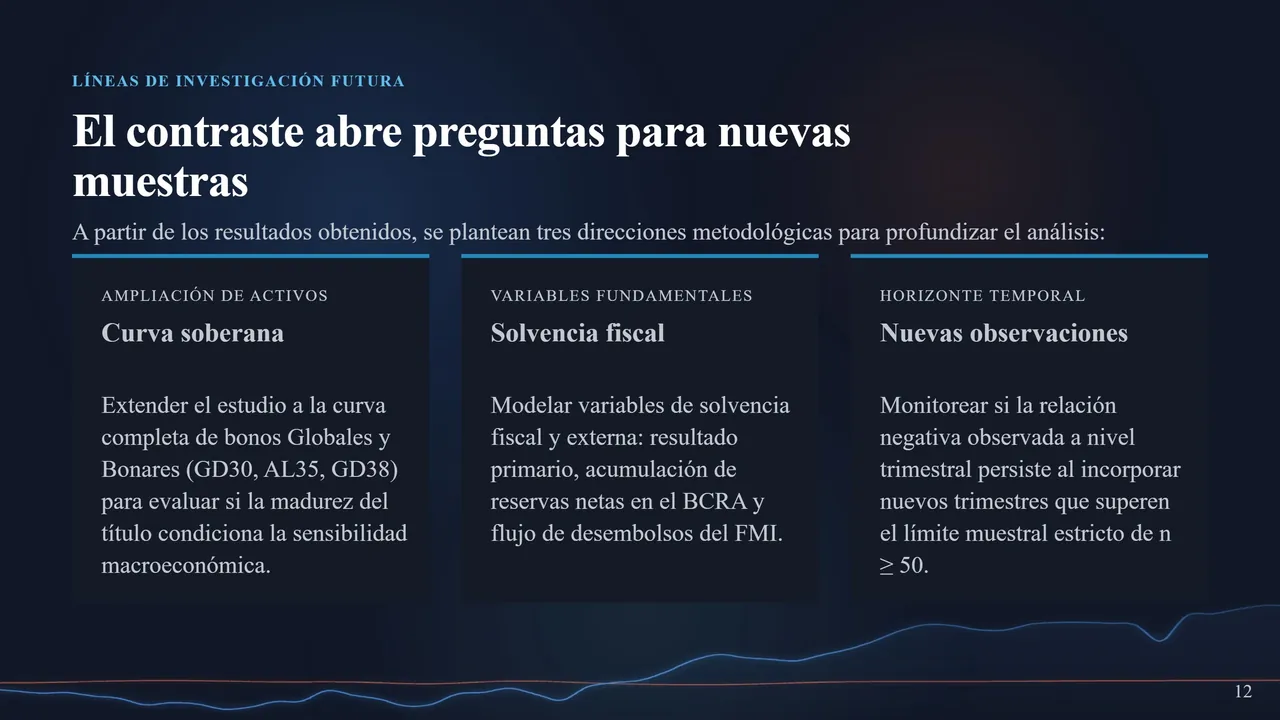 LÍNEAS DE INVESTIGACIÓN FUTURA
El contraste abre preguntas para nuevas
muestras
A partir de los resultados obtenidos, se plantean tres direcciones metodológicas para profundizar el análisis:
AMPLIACIÓN DE ACTIVOS
Curva soberana
Extender el estudio a la curva
completa de bonos Globales y
Bonares (GD30, AL35, GD38)
para evaluar si la madurez del
título condiciona la sensibilidad
macroeconómica.
VARIABLES FUNDAMENTALES
Solvencia fiscal
Modelar variables de solvencia
fiscal y externa: resultado
primario, acumulación de
reservas netas en el BCRA y
flujo de desembolsos del FMI.
HORIZONTE TEMPORAL
Nuevas observaciones
Monitorear si la relación
negativa observada a nivel
trimestral persiste al incorporar
nuevos trimestres que superen
el límite muestral estricto de n
≥ 50.
12